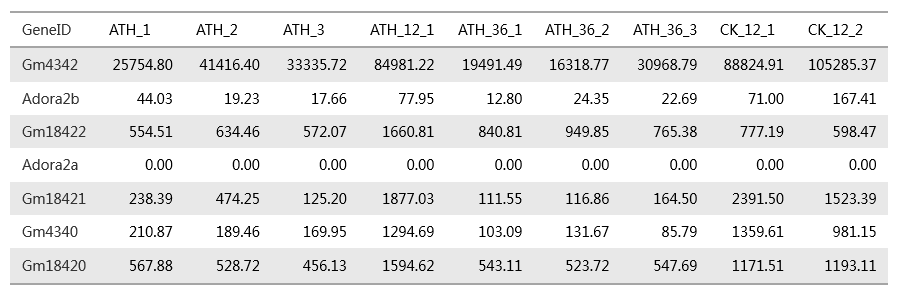 GeneID ATH_1 ATH_2 ATH_3 ATH_12_1 ATH_36_1 ATH_36_2 ATH_36_3 CK_12_1 CK_12_2
Gm4342 25754.80 41416.40 33335.72 84981.22 19491.49 16318.77 30968.79 88824.91 105285.37
Adora2b 44.03 19.23 17.66 77.95 12.80 24.35 22.69 71.00 167.41
Gm18422 554.51 634.46 572.07 1660.81 840.81 949.85 765.38 777.19 598.47
Adora2a 0.00 0.00 0.00 0.00 0.00 0.00 0.00 0.00 0.00
Gm18421 238.39 474.25 125.20 1877.03 111.55 116.86 164.50 2391.50 1523.39
Gm4340 210.87 189.46 169.95 1294.69 103.09 131.67 85.79 1359.61 981.15
Gm18420 567.88 528.72 456.13 1594.62 543.11 523.72 547.69 1171.51 1193.11